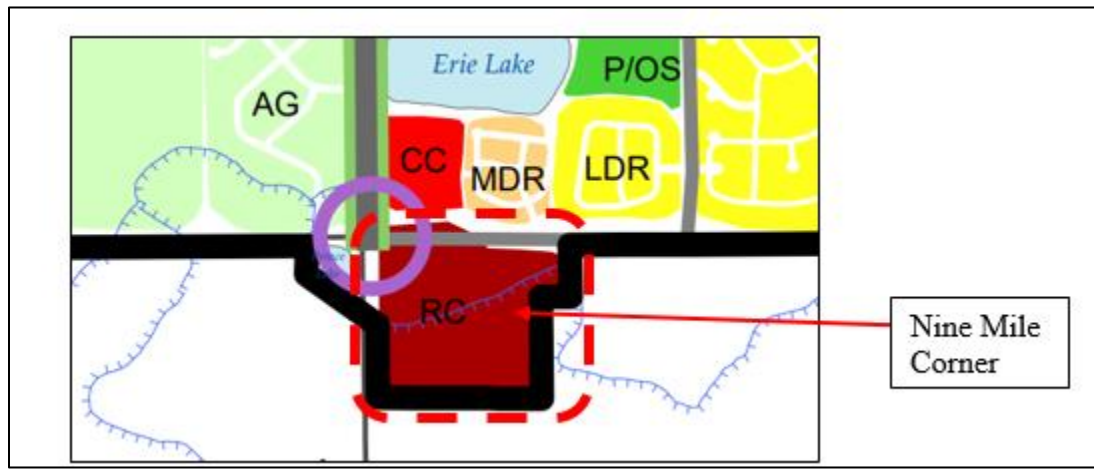 Erie Lake
P/OS
AG
CC
MDR
LDR
RC
Nine Mile
Corner